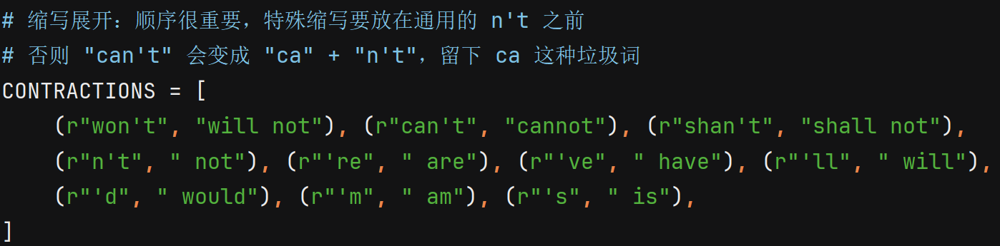 # 缩写展开：顺序很重要，特殊缩写要放在通用的 n't 之前
# 否则 "can't" 会变成 "ca" + "n't"，留下 ca 这种垃圾词
CONTRACTIONS = [
    (r"won't", "will not"), (r"can't", "cannot"), (r"shan't", "shall not"),
    (r"n't", " not"), (r"'re", " are"), (r"'ve", " have"), (r"'ll", " will"),
    (r"'d", " would"), (r"'m", " am"), (r"'s", " is"),
]